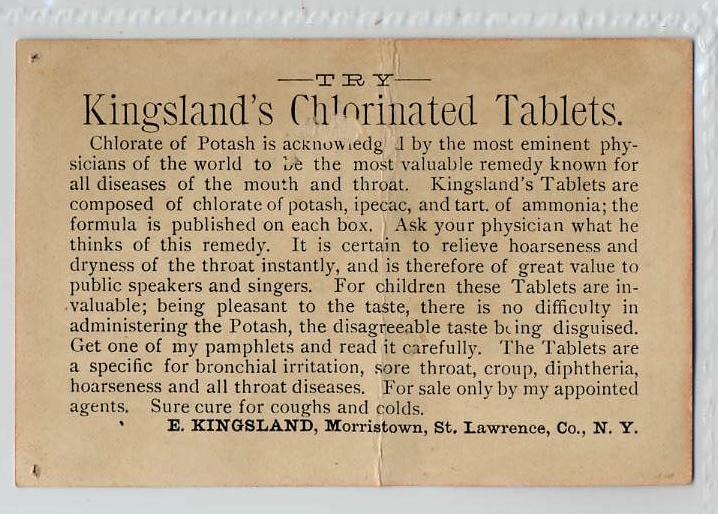 —TRY—
Kingsland's Chlorinated Tablets.
Chlorate of Potash is acknowledg d by the most eminent phy-
sicians of the world to be the most valuable remedy known for
all diseases of the mouth and throat. Kingsland's Tablets are
composed of chlorate of potash, ipecac, and tart. of ammonia; the
formula is published on each box. Ask your physician what he
thinks of this remedy. It is certain to relieve hoarseness and
dryness of the throat instantly, and is therefore of great value to
public speakers and singers. For children these Tablets are in-
valuable; being pleasant to the taste, there is no difficulty in
administering the Potash, the disagreeable taste being disguised.
Get one of my pamphlets and read it carefully. The Tablets are
a specific for bronchial irritation, sore throat, croup, diphtheria,
hoarseness and all throat diseases. For sale only by my appointed
agents. Sure cure for coughs and colds.
E. KINGSLAND, Morristown, St. Lawrence, Co., N. Y.